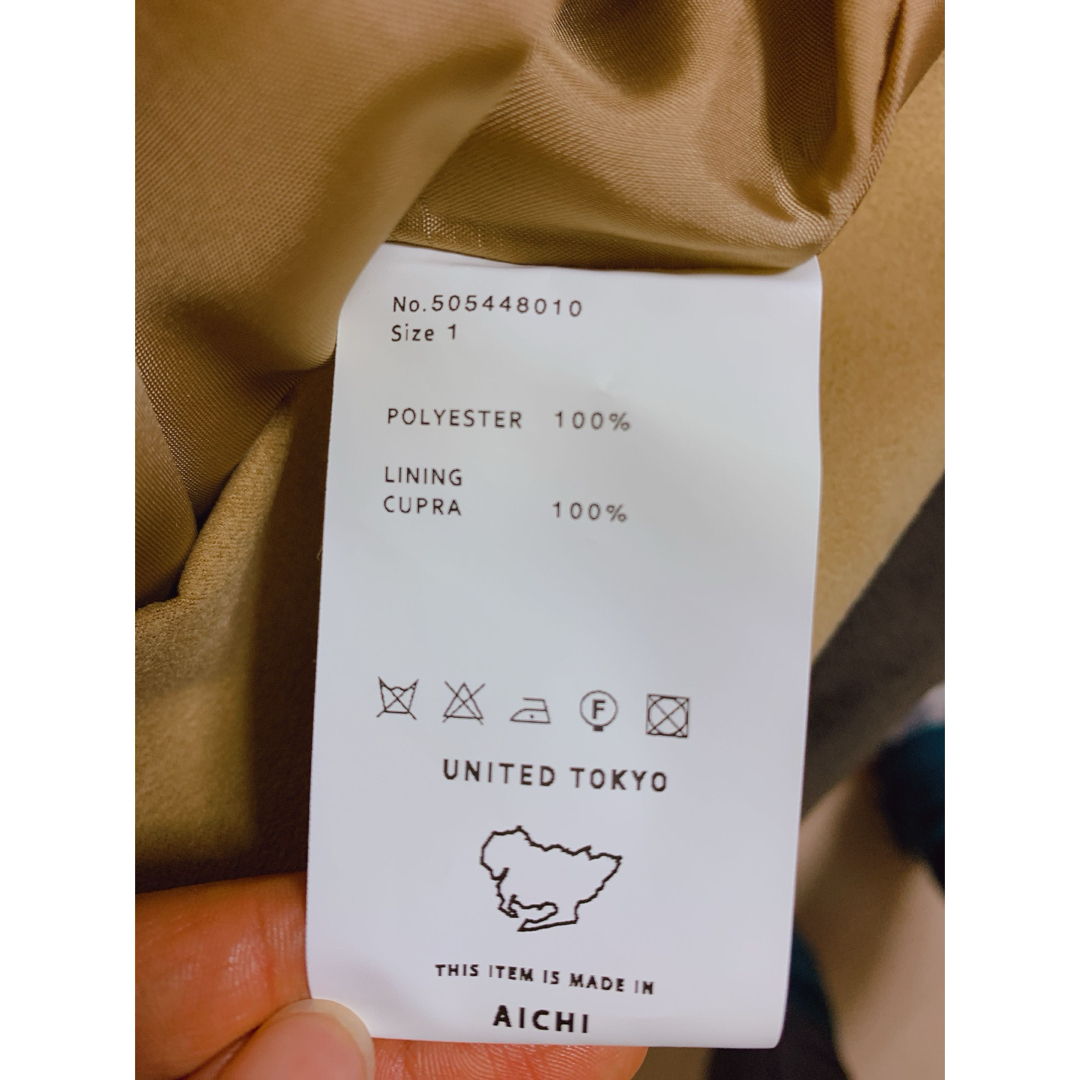 No.505448010
Size 1
POLYESTER 100%
LINING
CUPRA 100%
F
UNITED TOKYO
THIS ITEM IS MADE IN
AICHI